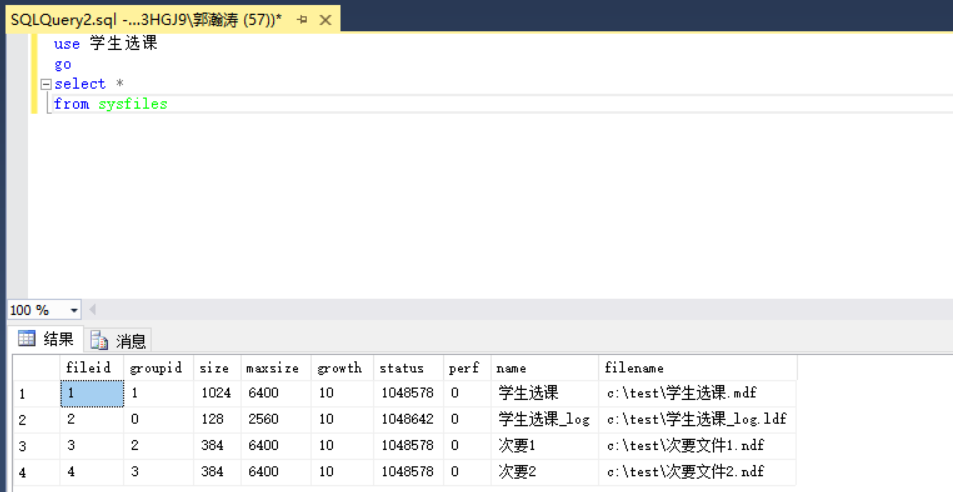 SQLQuery2.sql -...3HGJ9\郭瀚涛 (57))*
use 学生选课
go
select *
from sysfiles
100 %
结果 消息
fileid groupid size maxsize growth status perf name filename
1 1 1 1024 6400 10 1048578 0 学生选课 c:\test\学生选课.mdf
2 2 0 128 2560 10 1048642 0 学生选课_log c:\test\学生选课_log.ldf
3 3 2 384 6400 10 1048578 0 次要1 c:\test\次要文件1.ndf
4 4 3 384 6400 10 1048578 0 次要2 c:\test\次要文件2.ndf